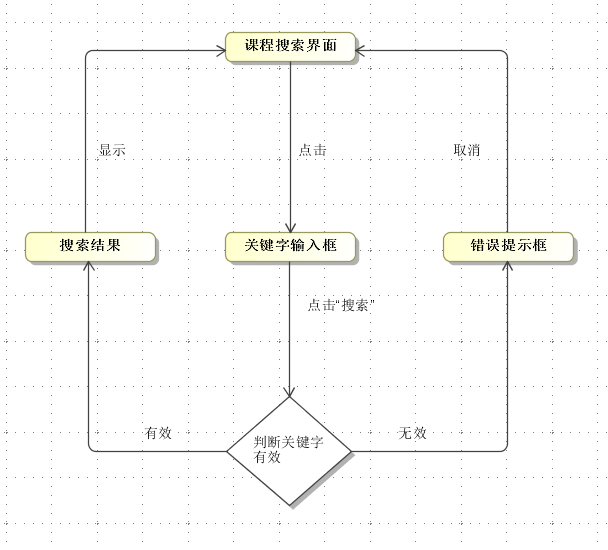 课程搜索界面
显示
点击
取消
搜索结果
关键字输入框
错误提示框
点击“搜索”
有效
无效
判断关键字
有效